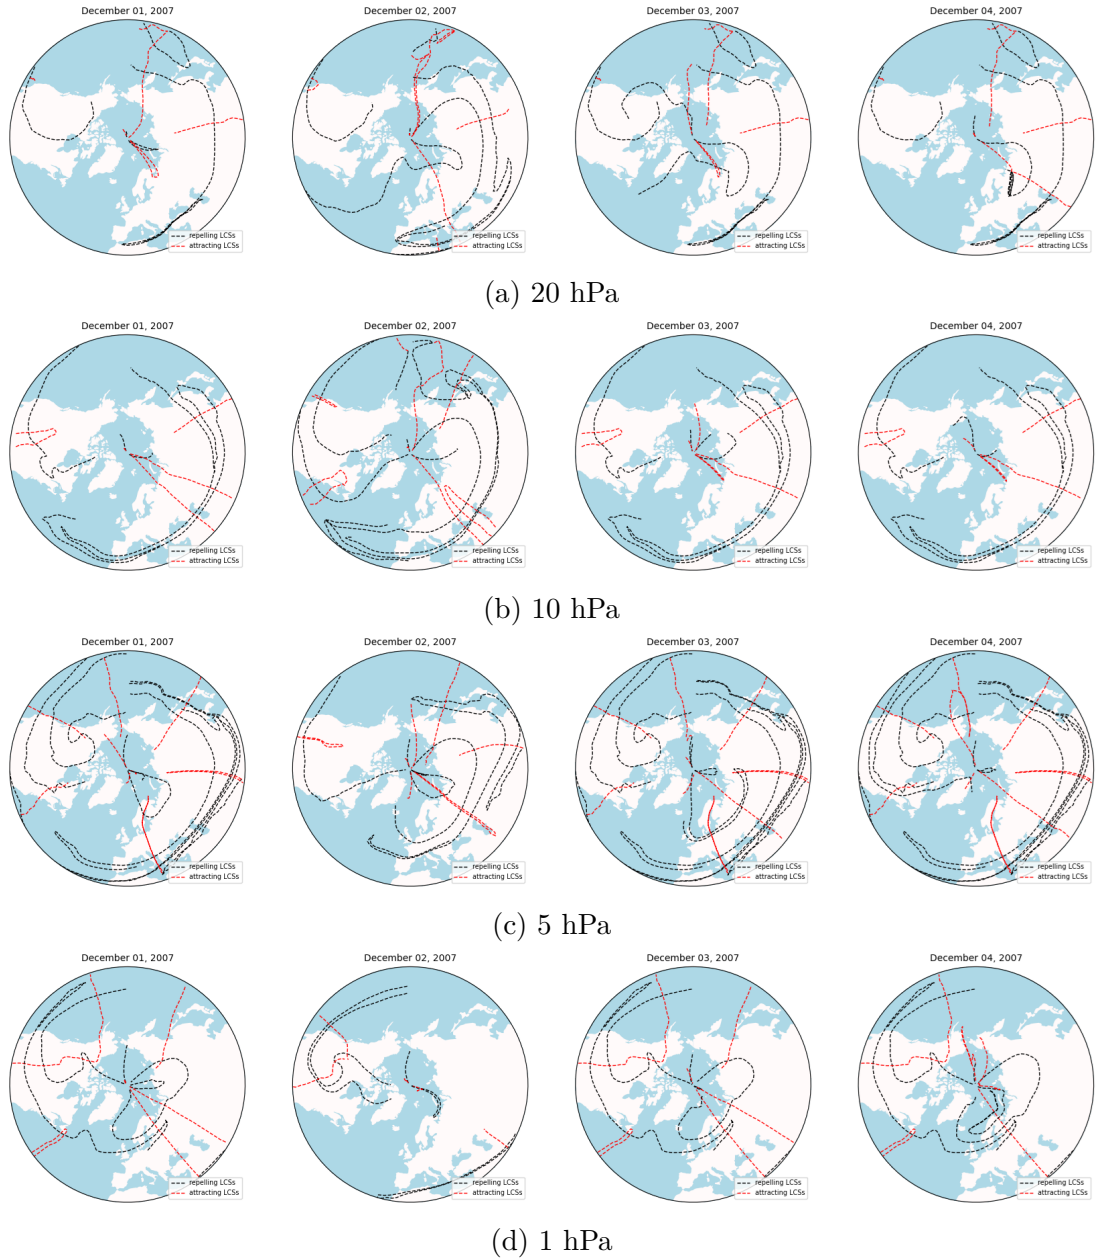 December 01, 2007
December 02, 2007
December 03, 2007
December 04, 2007
repelling LCSs
attracting LCSs
repelling LCSs
attracting LCSs
repelling LCSs
attracting LCSs
repelling LCSs
attracting LCSs
(a) 20 hPa
December 01, 2007
December 02, 2007
December 03, 2007
December 04, 2007
repelling LCSs
attracting LCSs
repelling LCSs
attracting LCSs
repelling LCSs
attracting LCSs
repelling LCSs
attracting LCSs
(b) 10 hPa
December 01, 2007
December 02, 2007
December 03, 2007
December 04, 2007
repelling LCSs
attracting LCSs
repelling LCSs
attracting LCSs
repelling LCSs
attracting LCSs
repelling LCSs
attracting LCSs
(c) 5 hPa
December 01, 2007
December 02, 2007
December 03, 2007
December 04, 2007
repelling LCSs
attracting LCSs
repelling LCSs
attracting LCSs
repelling LCSs
attracting LCSs
repelling LCSs
attracting LCSs
(d) 1 hPa